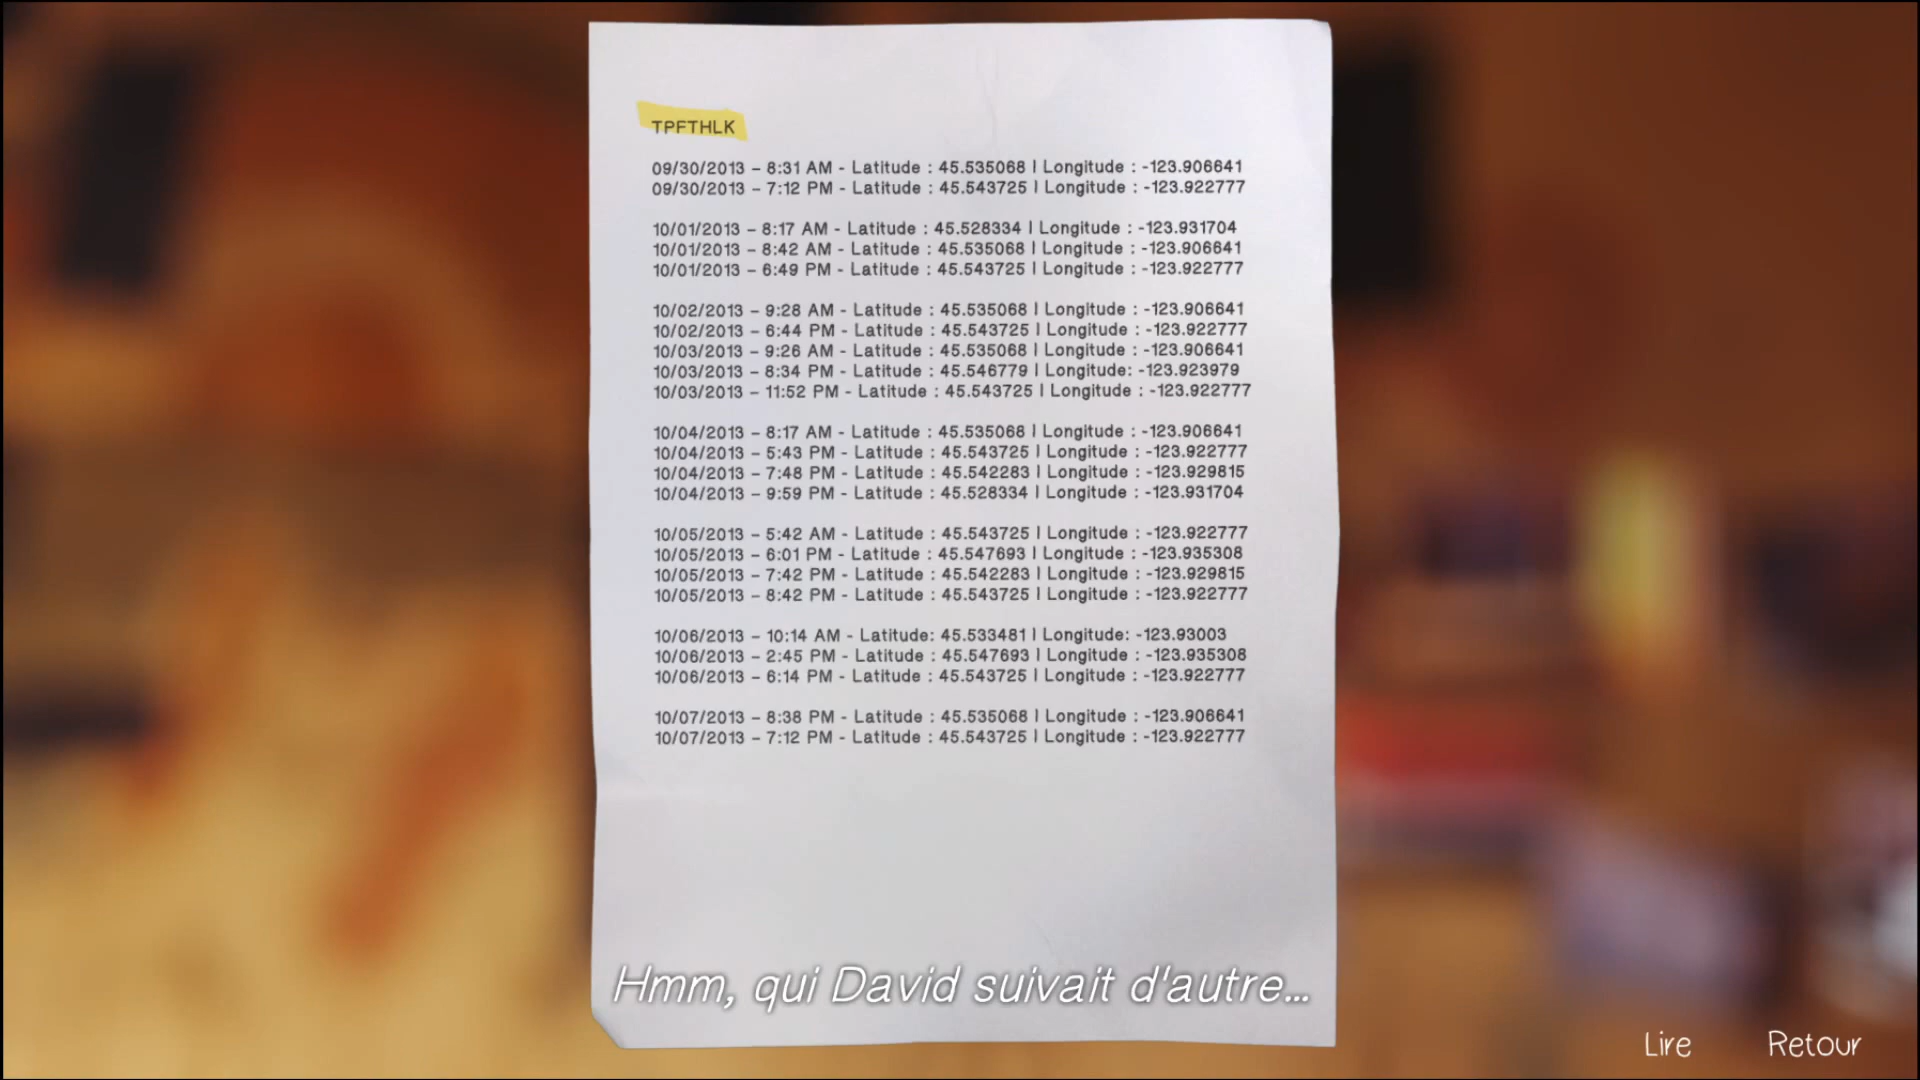 TPFTHLK
09/30/2013 – 8:31 AM - Latitude : 45.535068 | Longitude : -123.906641
09/30/2013 – 7:12 PM - Latitude : 45.543725 | Longitude : -123.922777
10/01/2013 – 8:17 AM - Latitude : 45.528334 | Longitude : -123.931704
10/01/2013 – 8:42 AM - Latitude : 45.535068 | Longitude : -123.906641
10/01/2013 – 6:49 PM - Latitude : 45.543725 | Longitude : -123.922777
10/02/2013 – 9:28 AM - Latitude : 45.535068 | Longitude : -123.906641
10/02/2013 – 6:44 PM - Latitude : 45.543725 | Longitude : -123.922777
10/03/2013 – 9:26 AM - Latitude : 45.535068 | Longitude : -123.906641
10/03/2013 – 8:34 PM - Latitude : 45.546779 | Longitude: -123.923979
10/03/2013 – 11:52 PM - Latitude : 45.543725 | Longitude : -123.922777
10/04/2013 – 8:17 AM - Latitude : 45.535068 | Longitude : -123.906641
10/04/2013 – 5:43 PM - Latitude : 45.543725 | Longitude : -123.922777
10/04/2013 – 7:48 PM - Latitude : 45.542283 | Longitude : -123.929815
10/04/2013 – 9:59 PM - Latitude : 45.528334 | Longitude : -123.931704
10/05/2013 – 5:42 AM - Latitude : 45.543725 | Longitude : -123.922777
10/05/2013 – 6:01 PM - Latitude : 45.547693 | Longitude : -123.935308
10/05/2013 – 7:42 PM - Latitude : 45.542283 | Longitude : -123.929815
10/05/2013 – 8:42 PM - Latitude : 45.543725 | Longitude : -123.922777
10/06/2013 – 10:14 AM - Latitude: 45.533481 | Longitude: -123.93003
10/06/2013 – 2:45 PM - Latitude : 45.547693 | Longitude : -123.935308
10/06/2013 – 6:14 PM - Latitude : 45.543725 | Longitude : -123.922777
10/07/2013 – 8:38 PM - Latitude : 45.535068 | Longitude : -123.906641
10/07/2013 – 7:12 PM - Latitude : 45.543725 | Longitude : -123.922777
Hmm, qui David suivait d'autre...
Lire Retour